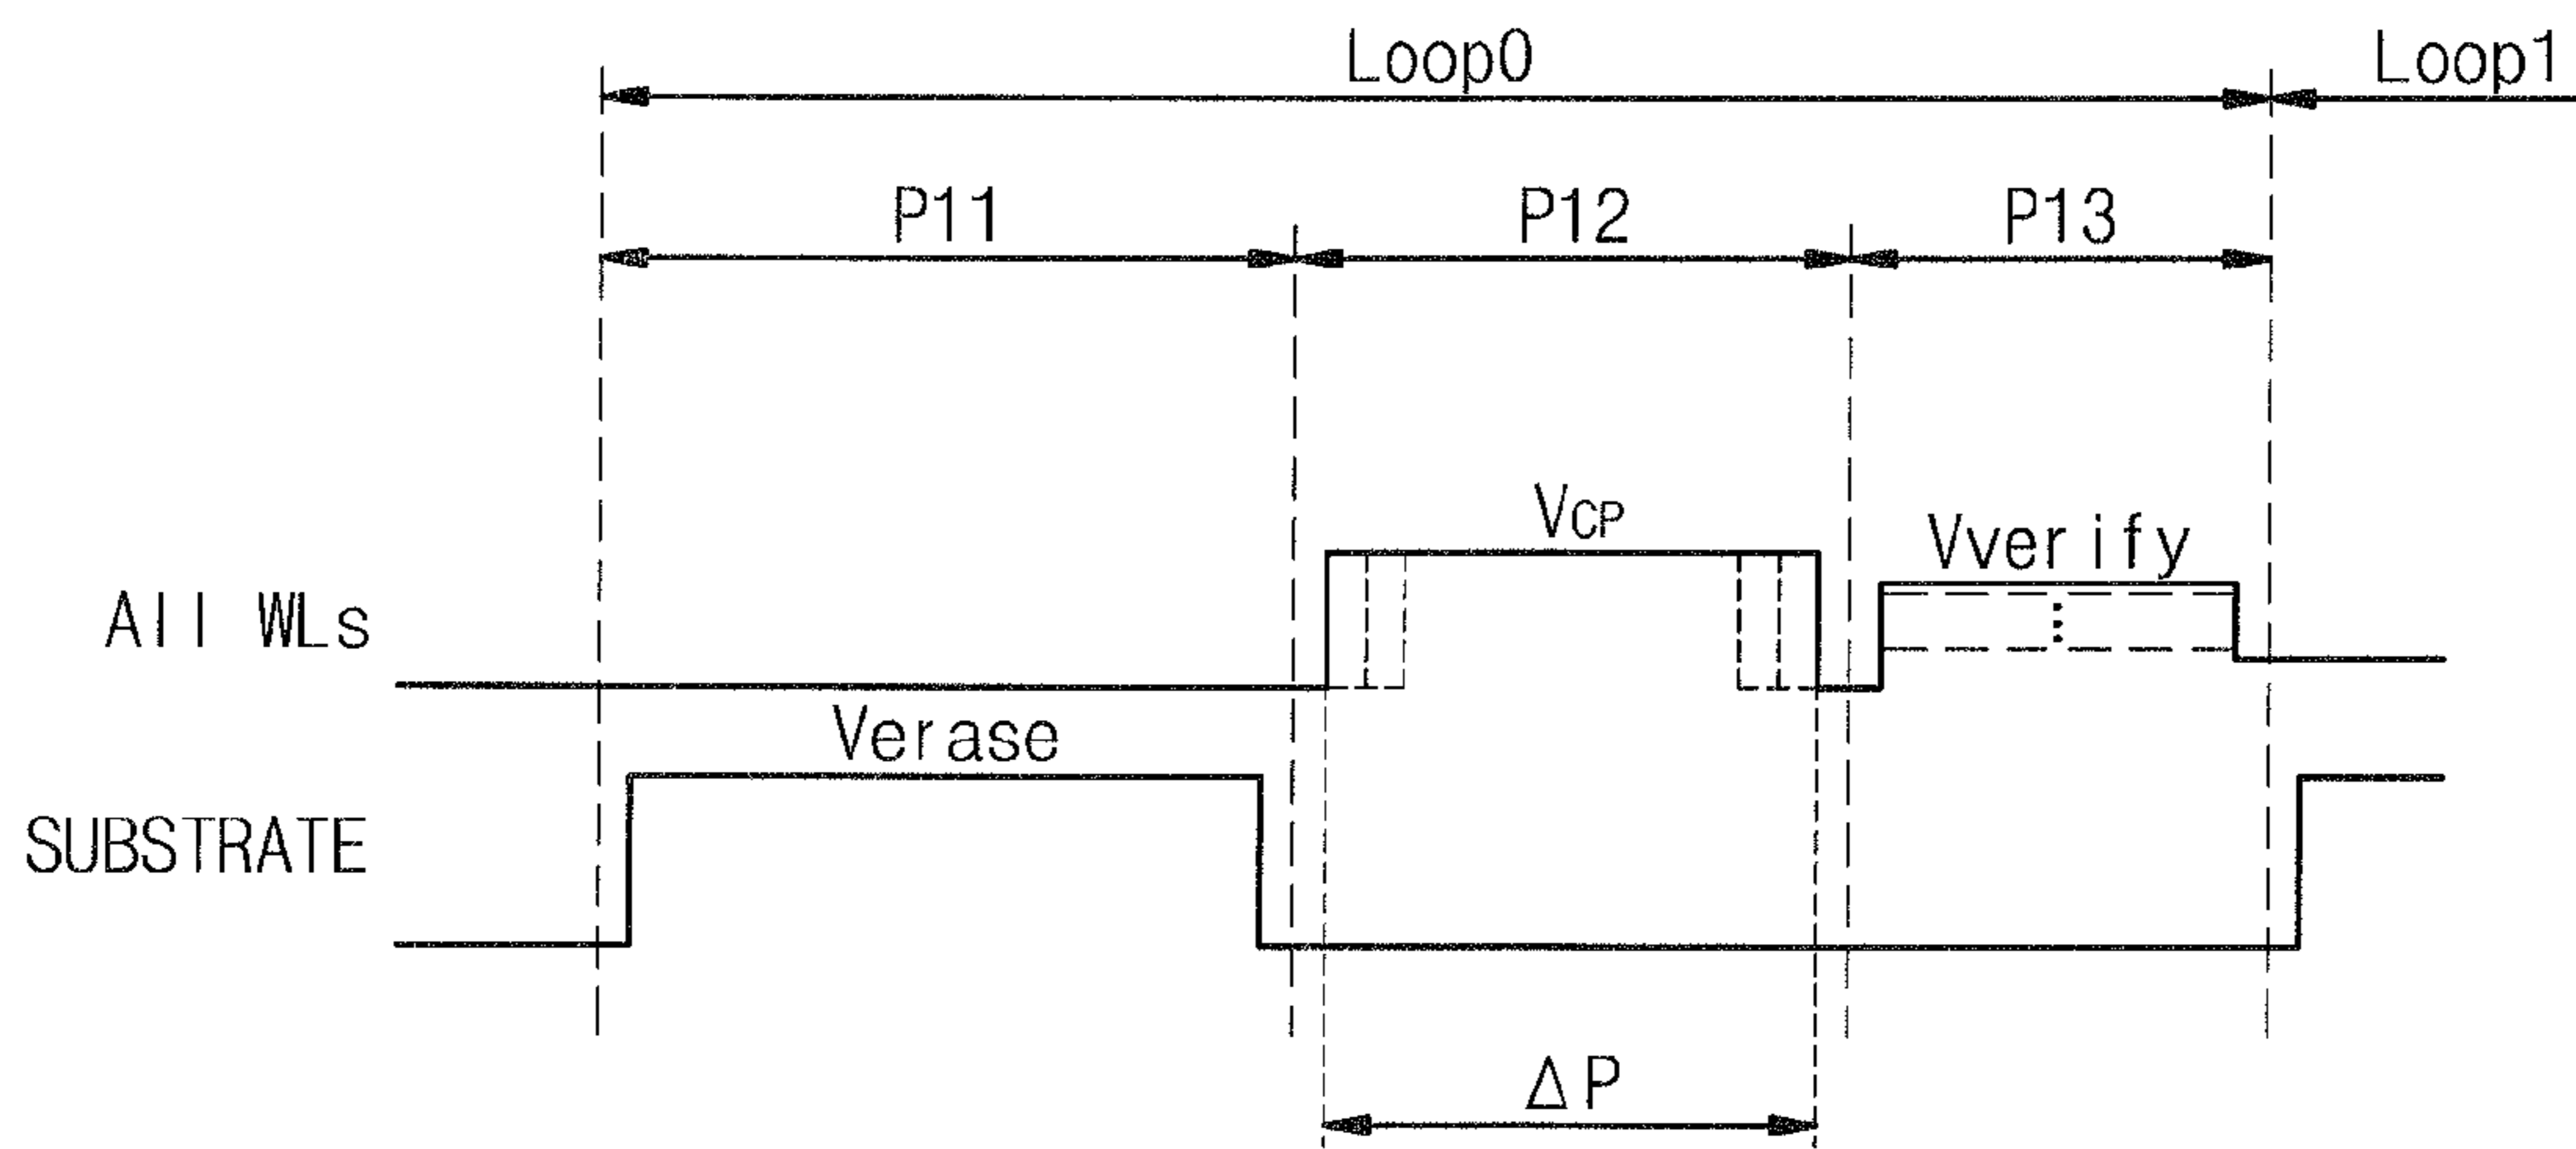 Loop0 Loop1
P11 P12 P13
VCP
Vverify
All WLs
Verase
SUBSTRATE
ΔP